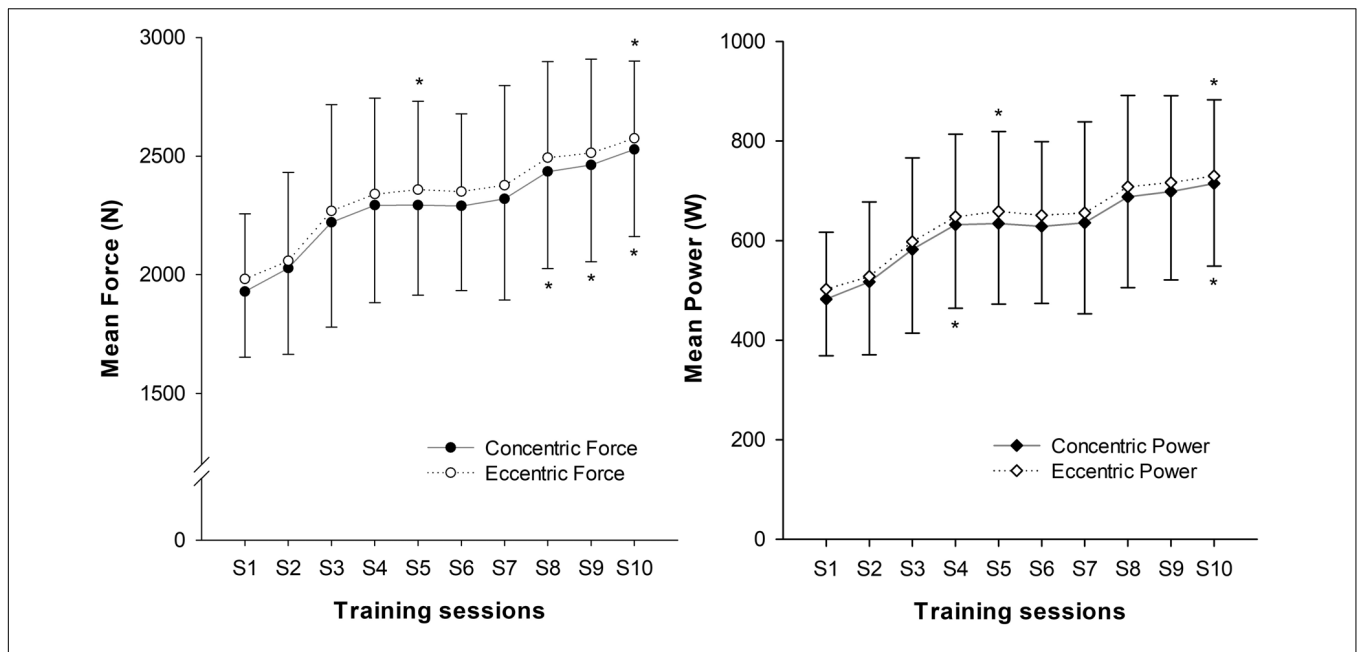 3000
2500
2000
1500
0
Mean Force (N)
* * * * *
Concentric Force
Eccentric Force
S1 S2 S3 S4 S5 S6 S7 S8 S9 S10
Training sessions
1000
800
600
400
200
0
Mean Power (W)
* * * *
Concentric Power
Eccentric Power
S1 S2 S3 S4 S5 S6 S7 S8 S9 S10
Training sessions